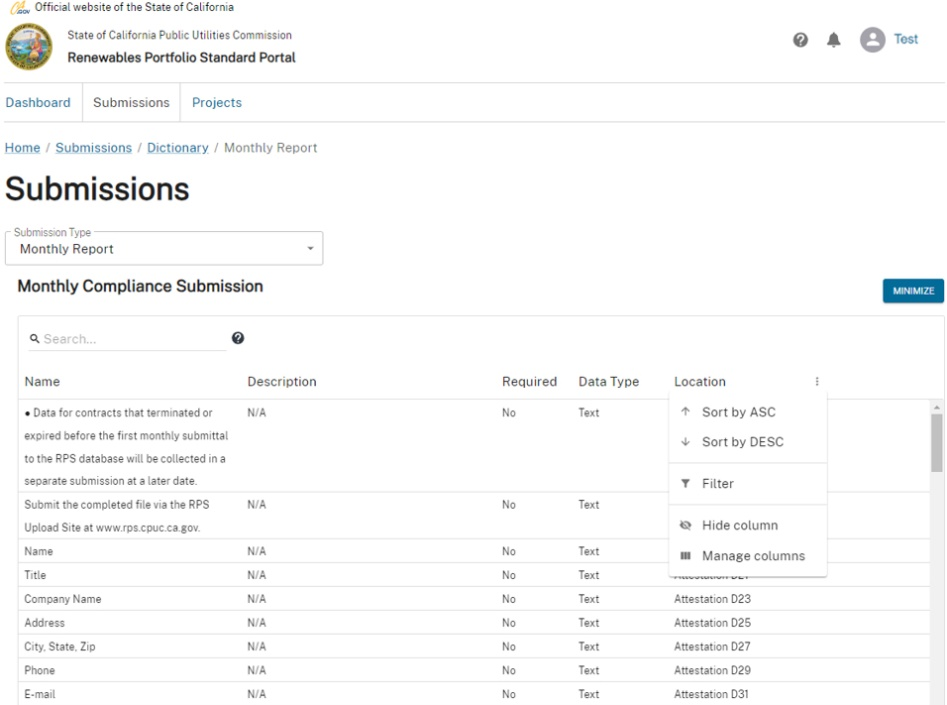 CA.GOV Official website of the State of California
State of California Public Utilities Commission
Renewables Portfolio Standard Portal
Test
Dashboard Submissions Projects
Home / Submissions / Dictionary / Monthly Report
Submissions
Submission Type
Monthly Report
Monthly Compliance Submission
MINIMIZE
Search...
Name Description Required Data Type Location
• Data for contracts that terminated or N/A No Text
expired before the first monthly submittal
to the RPS database will be collected in a
separate submission at a later date.
Sort by ASC
Sort by DESC
Filter
Hide column
Manage columns
Submit the completed file via the RPS N/A No Text
Upload Site at www.rps.cpuc.ca.gov.
Name N/A No Text
Title N/A No Text
Company Name N/A No Text Attestation D23
Address N/A No Text Attestation D25
City, State, Zip N/A No Text Attestation D27
Phone N/A No Text Attestation D29
E-mail N/A No Text Attestation D31